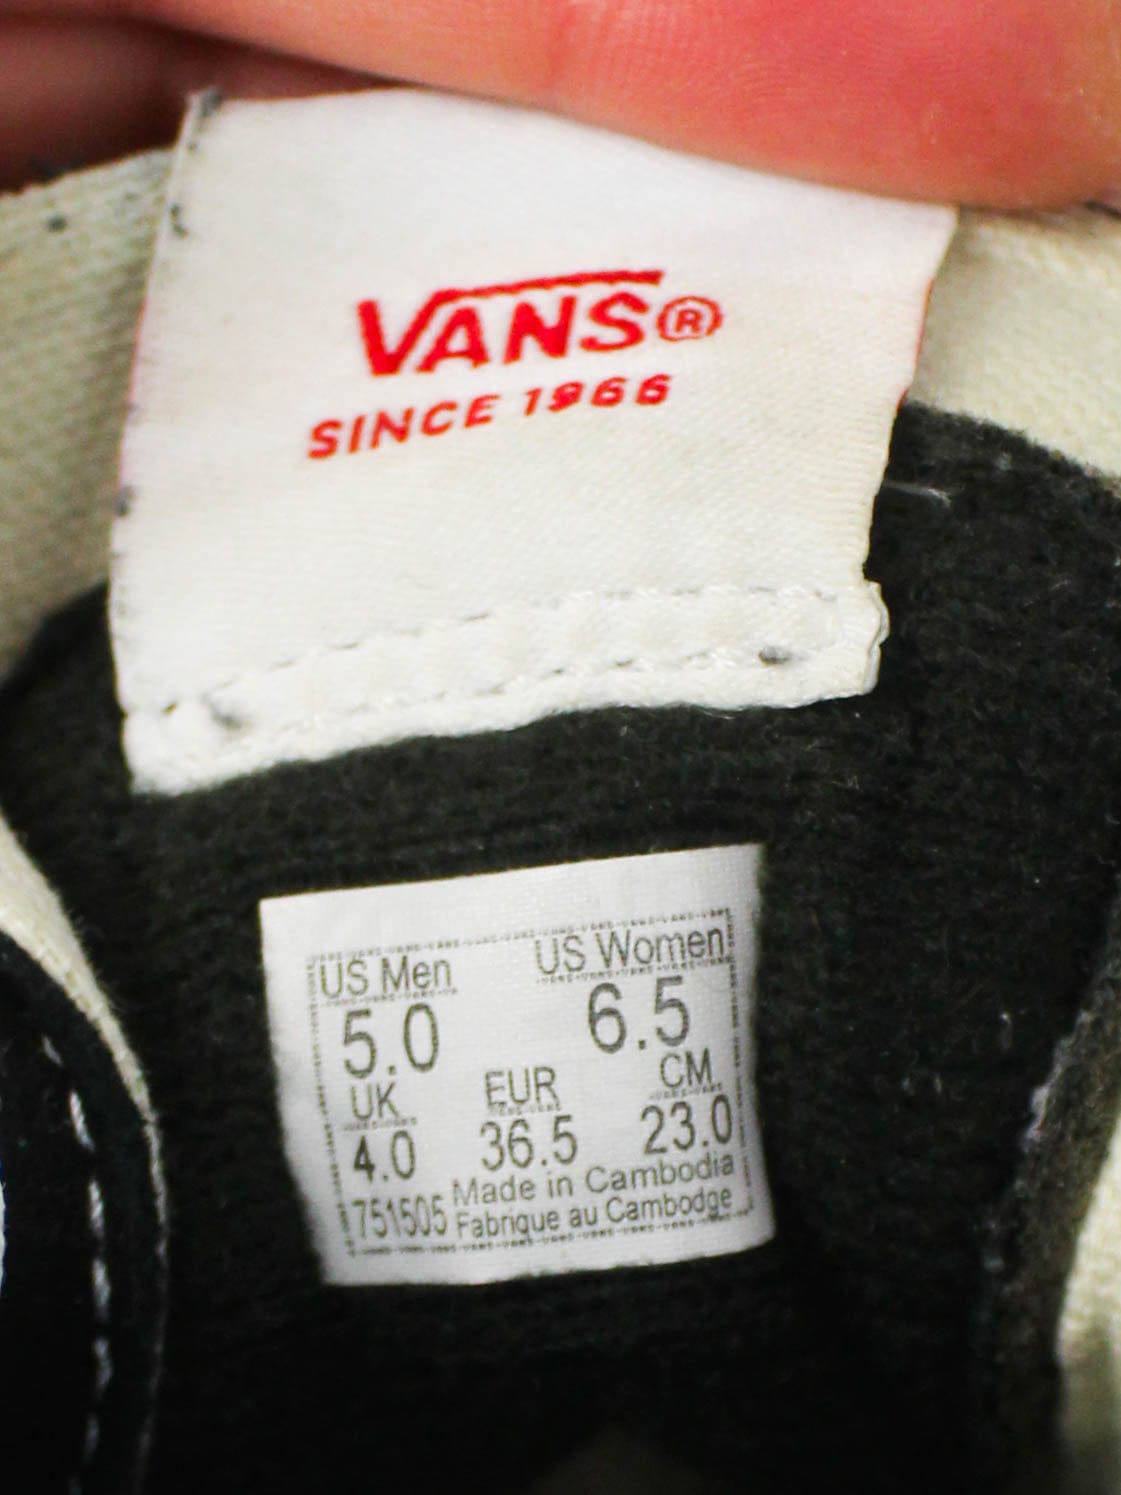 VANS®
SINCE 1966
US Men US Women
5.0 6.5
UK EUR CM
4.0 36.5 23.0
751505 Made in Cambodia
Fabrique au Cambodge